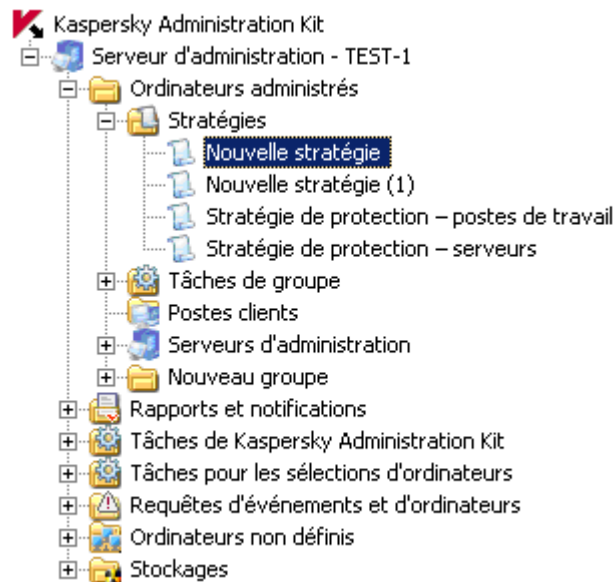 Kaspersky Administration Kit
Serveur d'administration - TEST-1
Ordinateurs administrés
Stratégies
Nouvelle stratégie
Nouvelle stratégie (1)
Stratégie de protection – postes de travail
Stratégie de protection – serveurs
Tâches de groupe
Postes clients
Serveurs d'administration
Nouveau groupe
Rapports et notifications
Tâches de Kaspersky Administration Kit
Tâches pour les sélections d'ordinateurs
Requêtes d'événements et d'ordinateurs
Ordinateurs non définis
Stockages